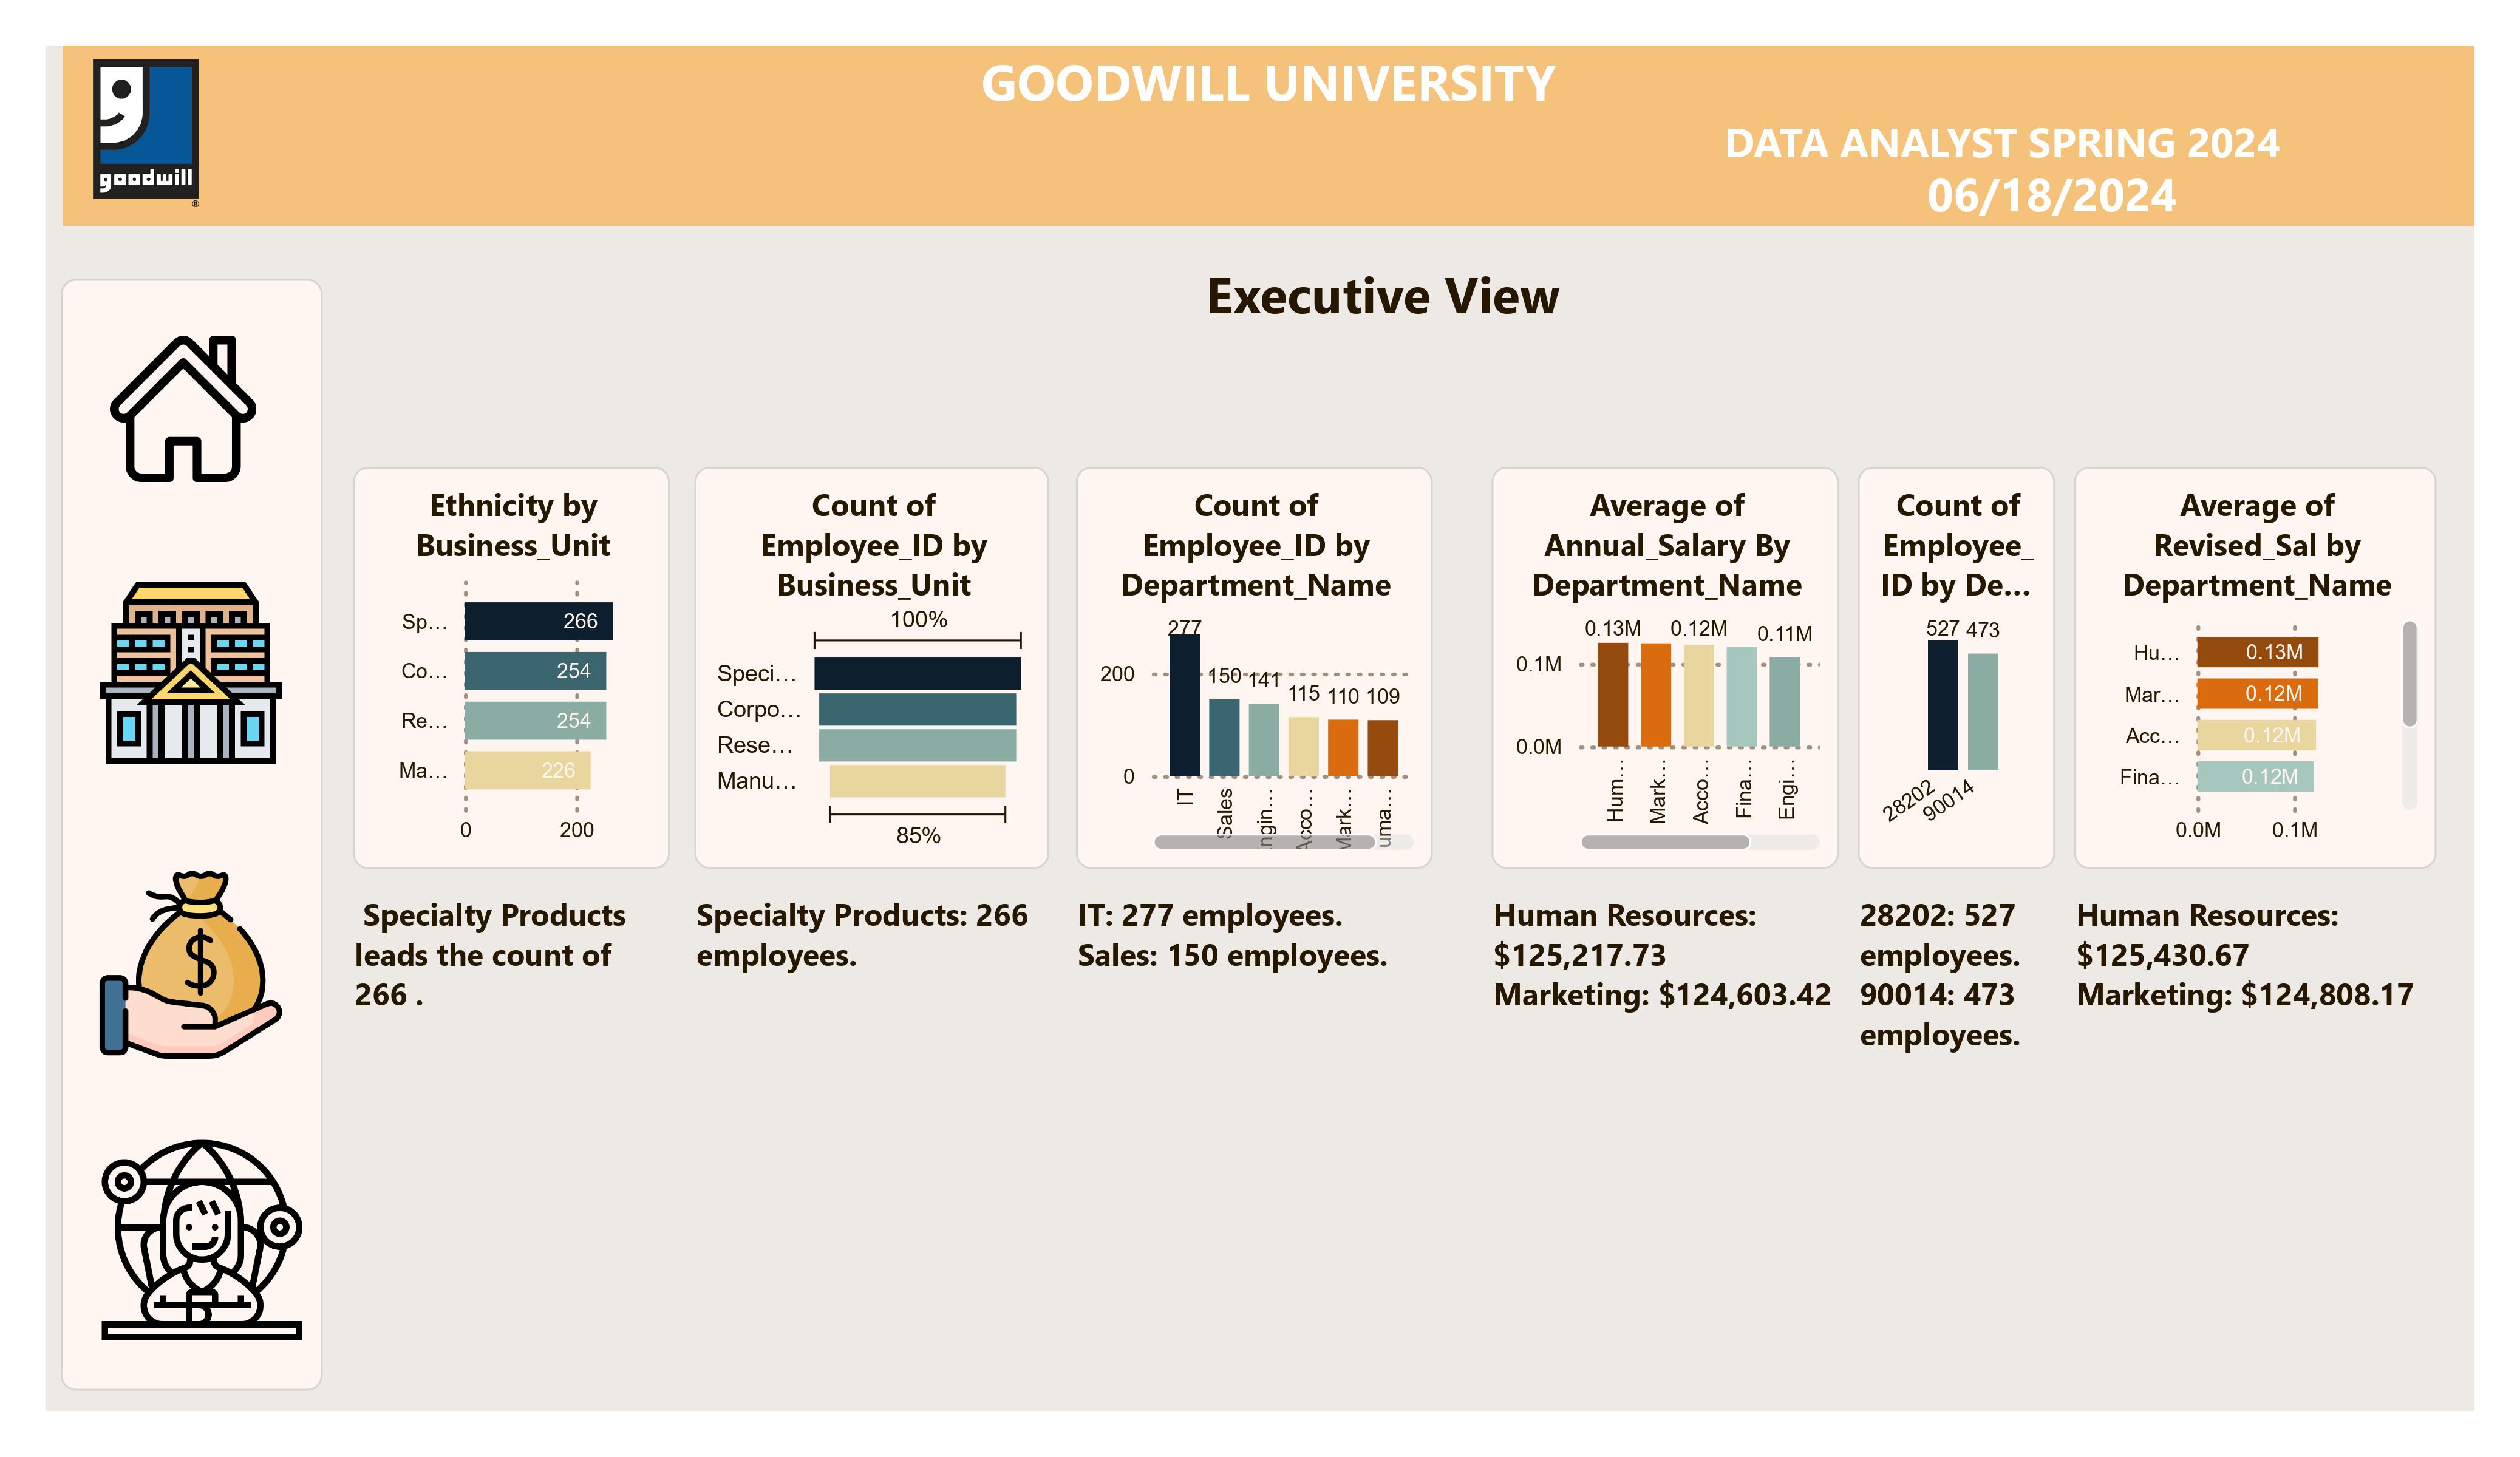 goodwill
®
GOODWILL UNIVERSITY
DATA ANALYST SPRING 2024
06/18/2024
Executive View
Ethnicity by
Business_Unit
Sp...
266
Co...
254
Re...
254
Ma...
226
0
200
Specialty Products
leads the count of
266 .
Count of
Employee_ID by
Business_Unit
100%
Speci...
Corpo...
Rese...
Manu...
85%
Specialty Products: 266
employees.
Count of
Employee_ID by
Department_Name
200
0
277
150
141
115
110
109
IT
Sales
ngin...
Acco...
Mark...
uma...
IT: 277 employees.
Sales: 150 employees.
Average of
Annual_Salary By
Department_Name
0.1M
0.0M
0.13M
0.12M
0.11M
Hum...
Mark...
Acco...
Fina...
Engi...
Human Resources:
$125,217.73
Marketing: $124,603.42
Count of
Employee_
ID by De...
527
473
28202
90014
28202: 527
employees.
90014: 473
employees.
Average of
Revised_Sal by
Department_Name
Hu...
0.13M
Mar...
0.12M
Acc...
0.12M
Fina...
0.12M
0.0M
0.1M
Human Resources:
$125,430.67
Marketing: $124,808.17